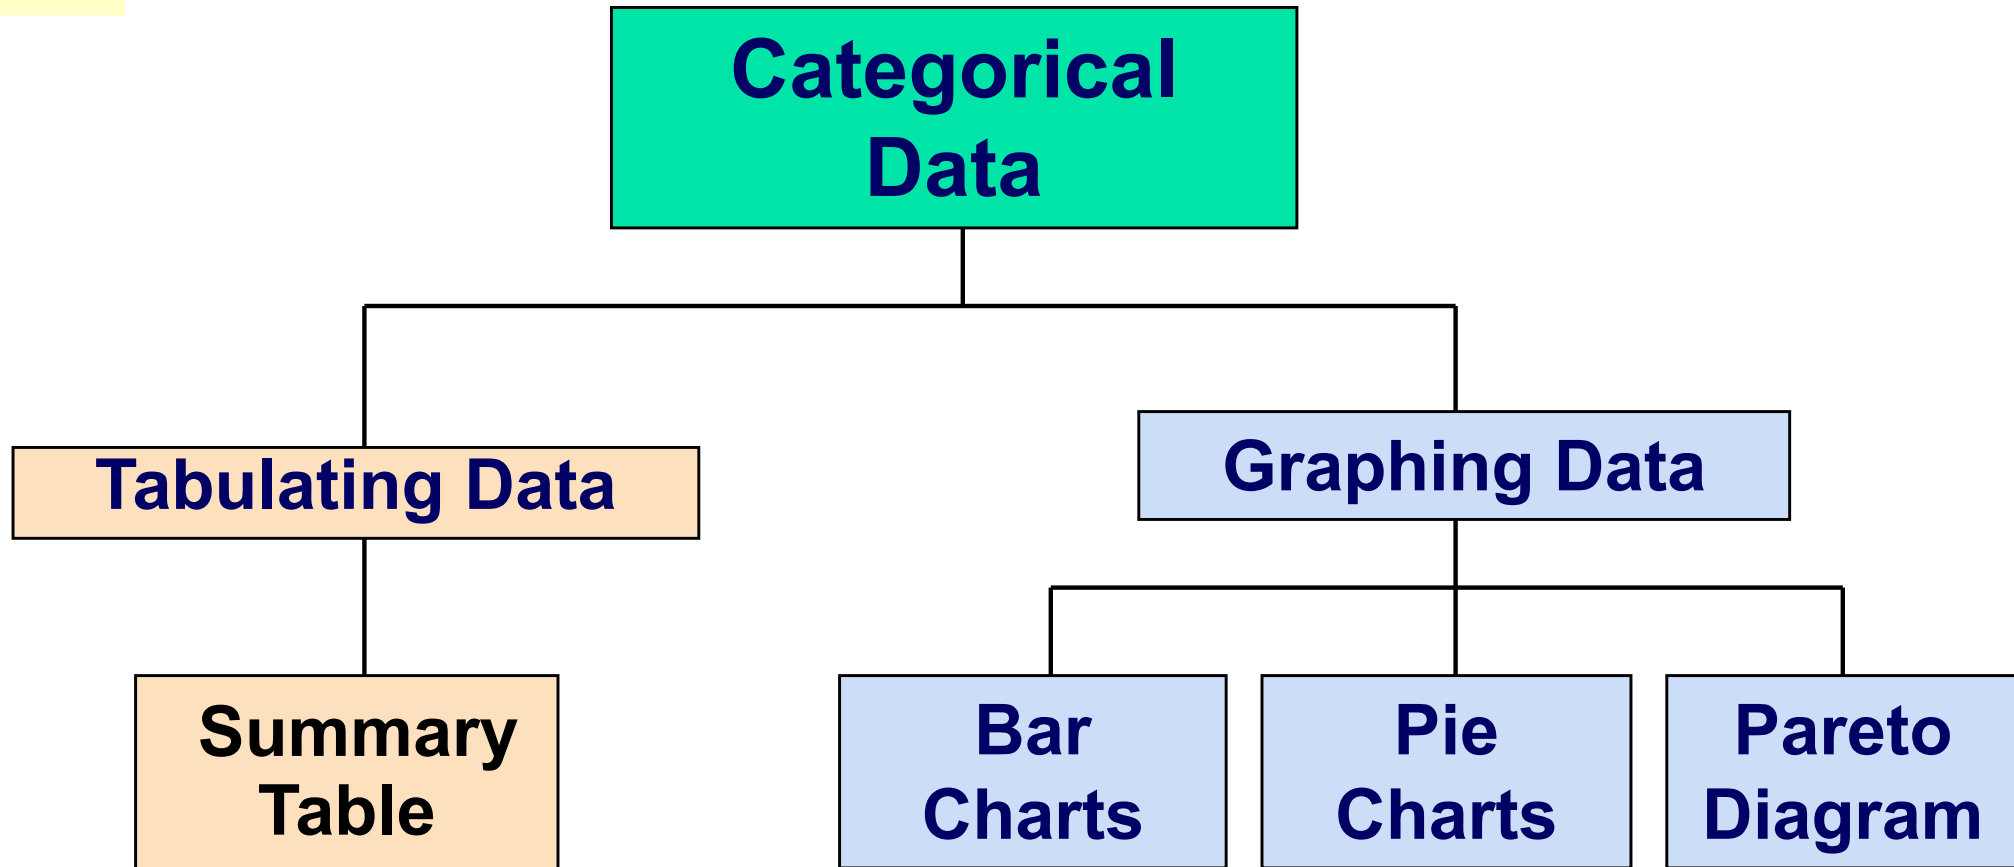 Categorical
Data
Tabulating Data
Graphing Data
Summary
Table
Bar
Charts
Pie
Charts
Pareto
Diagram